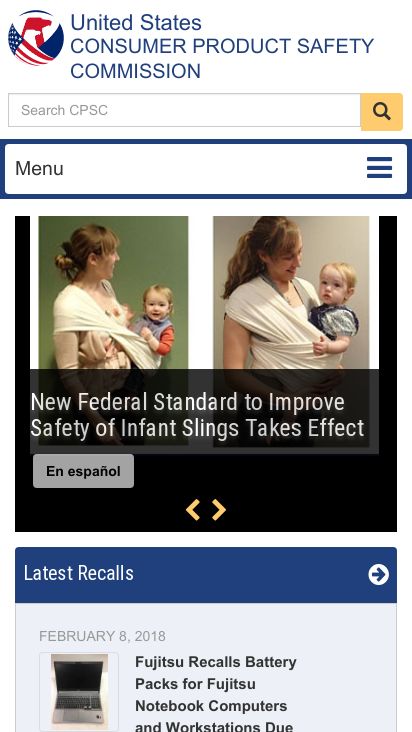 United States
CONSUMER PRODUCT SAFETY
COMMISSION
Search CPSC
Menu
New Federal Standard to Improve
Safety of Infant Slings Takes Effect
En español
Latest Recalls
FEBRUARY 8, 2018
Fujitsu Recalls Battery
Packs for Fujitsu
Notebook Computers
and Workstations Due